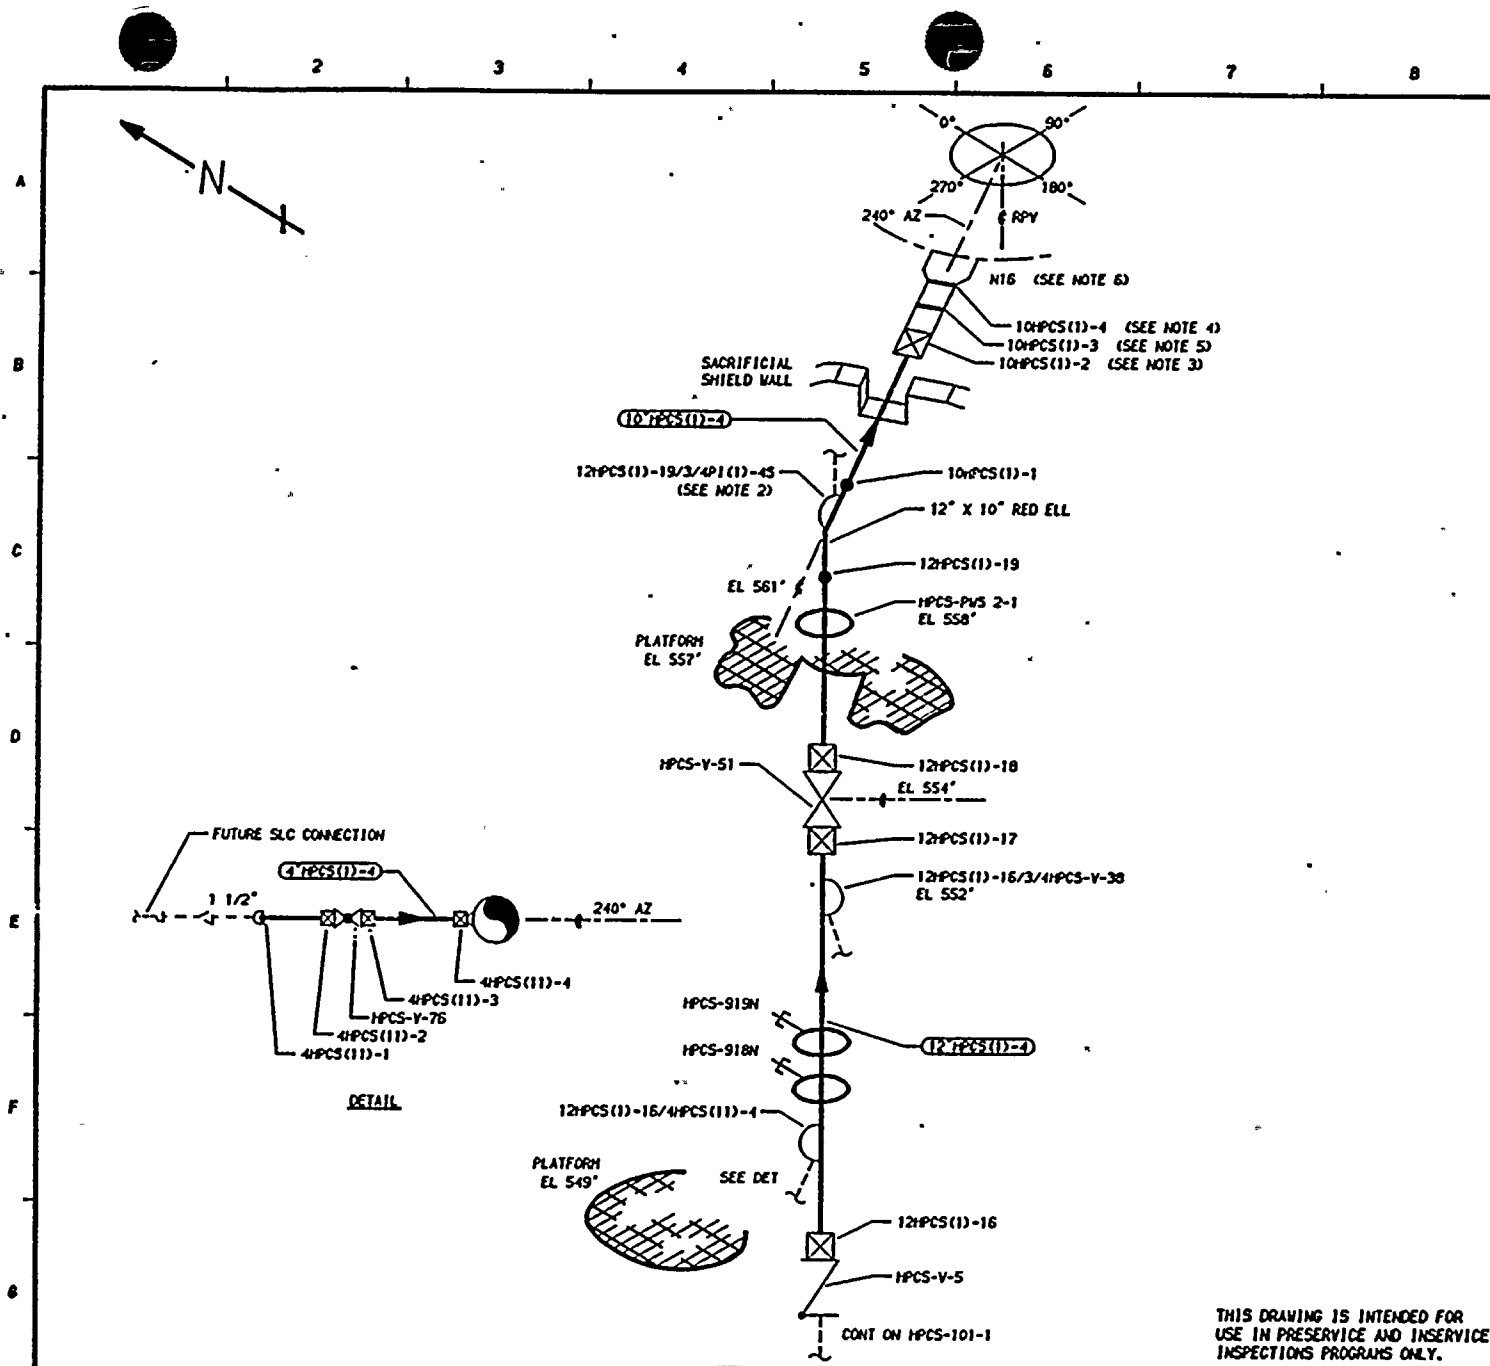 2 3 4 5 6 7 8
A
N
0° 90°
270° 180°
240° AZ
RPV
N16 (SEE NOTE 6)
10HPCS(1)-4 (SEE NOTE 4)
10HPCS(1)-3 (SEE NOTE 5)
10HPCS(1)-2 (SEE NOTE 3)
B
SACRIFICIAL
SHIELD WALL
10"HPCS(1)-4
12HPCS(1)-19/3/4PI(1)-4S
(SEE NOTE 2)
10HPCS(1)-1
12" X 10" RED ELL
C
12HPCS(1)-19
EL 561'
HPCS-PWS 2-1
EL 558'
PLATFORM
EL 557'
D
HPCS-V-51
12HPCS(1)-18
EL 554'
12HPCS(1)-17
FUTURE SLC CONNECTION
4"HPCS(1)-4
12HPCS(1)-16/3/4HPCS-V-38
EL 552'
E
1 1/2"
240° AZ
4HPCS(11)-4
4HPCS(11)-3
HPCS-V-76
4HPCS(11)-2
4HPCS(11)-1
DETAIL
HPCS-919N
HPCS-918N
12"HPCS(1)-4
F
12HPCS(1)-16/4HPCS(11)-4
PLATFORM
EL 549'
SEE DET
12HPCS(1)-16
G
HPCS-V-5
CONT ON HPCS-101-1
THIS DRAWING IS INTENDED FOR
USE IN PRESERVICE AND INSERVICE
INSPECTIONS PROGRAMS ONLY.